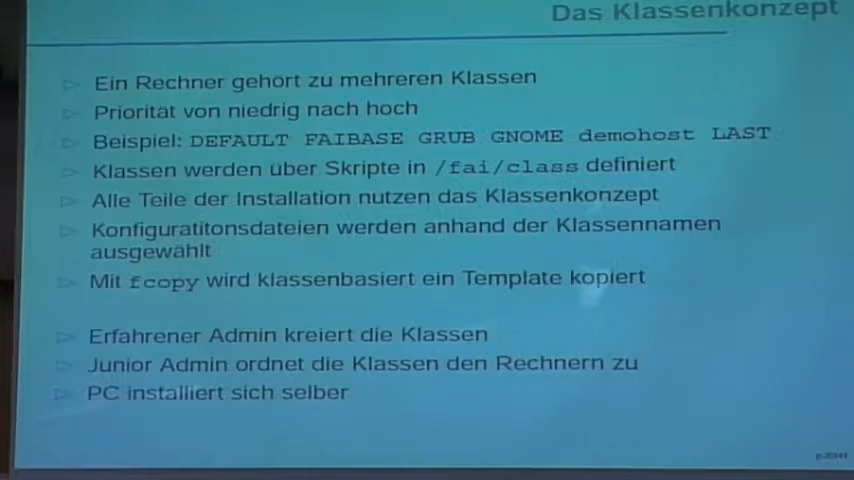 Das Klassenkonzept
Ein Rechner gehört zu mehreren Klassen
Priorität von niedrig nach hoch
Beispiel: DEFAULT FAIBASE GRUB GNOME demohost LAST
Klassen werden über Skripte in /fai/class definiert
Alle Teile der Installation nutzen das Klassenkonzept
Konfiguratitonsdateien werden anhand der Klassennamen
ausgewählt
Mit fcopy wird klassenbasiert ein Template kopiert
Erfahrener Admin kreiert die Klassen
Junior Admin ordnet die Klassen den Rechnern zu
PC installiert sich selber